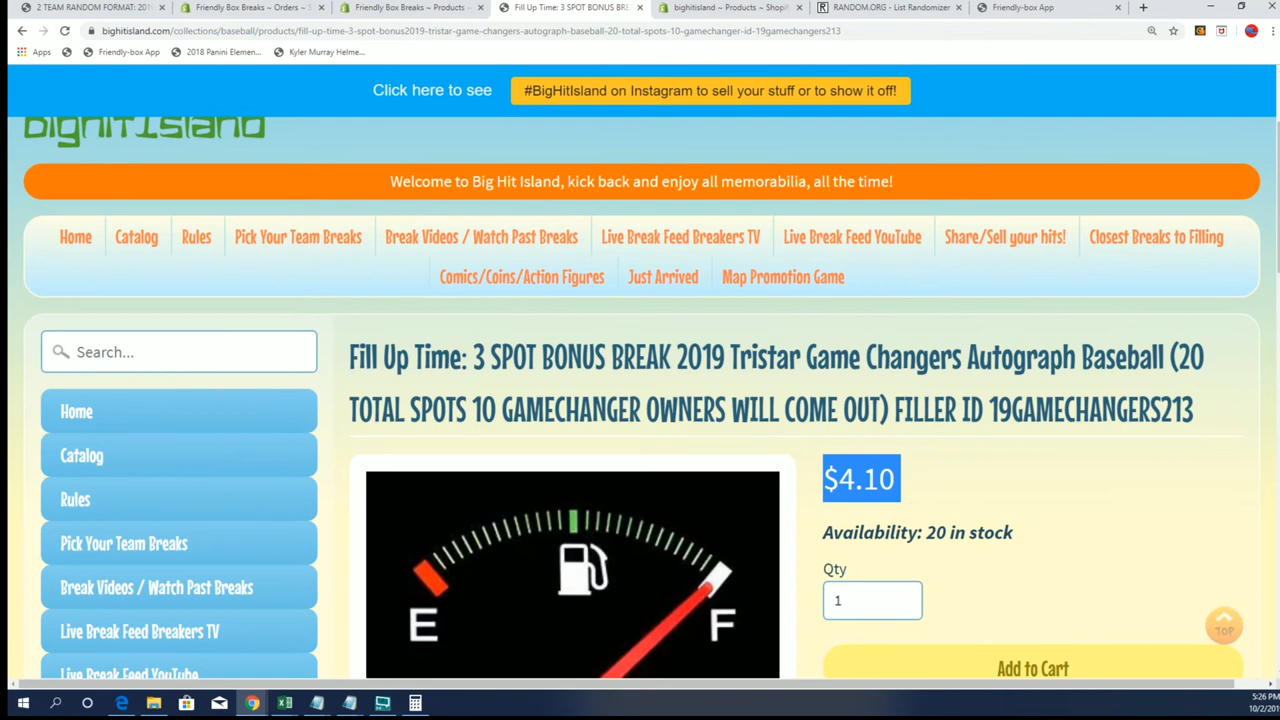 2 TEAM RANDOM FORMAT: 201
Friendly Box Breaks ~ Orders ~ S
Friendly Box Breaks ~ Products
Fill Up Time: 3 SPOT BONUS BRE
bighitisland ~ Products ~ Shopif
RANDOM.ORG - List Randomizer
Friendly-box App
bighitisland.com/collections/baseball/products/fill-up-time-3-spot-bonus2019-tristar-game-changers-autograph-baseball-20-total-spots-10-gamechanger-id-19gamechangers213
Apps
Friendly-box App
2018 Panini Elemen...
Kyler Murray Helme...
Click here to see
#BigHitIsland on Instagram to sell your stuff or to show it off!
BigHitIsland
Welcome to Big Hit Island, kick back and enjoy all memorabilia, all the time!
Home
Catalog
Rules
Pick Your Team Breaks
Break Videos / Watch Past Breaks
Live Break Feed Breakers TV
Live Break Feed YouTube
Share/Sell your hits!
Closest Breaks to Filling
Comics/Coins/Action Figures
Just Arrived
Map Promotion Game
Search...
Home
Catalog
Rules
Pick Your Team Breaks
Break Videos / Watch Past Breaks
Live Break Feed Breakers TV
Live Break Feed YouTube
Fill Up Time: 3 SPOT BONUS BREAK 2019 Tristar Game Changers Autograph Baseball (20
TOTAL SPOTS 10 GAMECHANGER OWNERS WILL COME OUT) FILLER ID 19GAMECHANGERS213
E
F
$4.10
Availability: 20 in stock
Qty
1
Add to Cart
TOP
5:26 PM
10/2/201